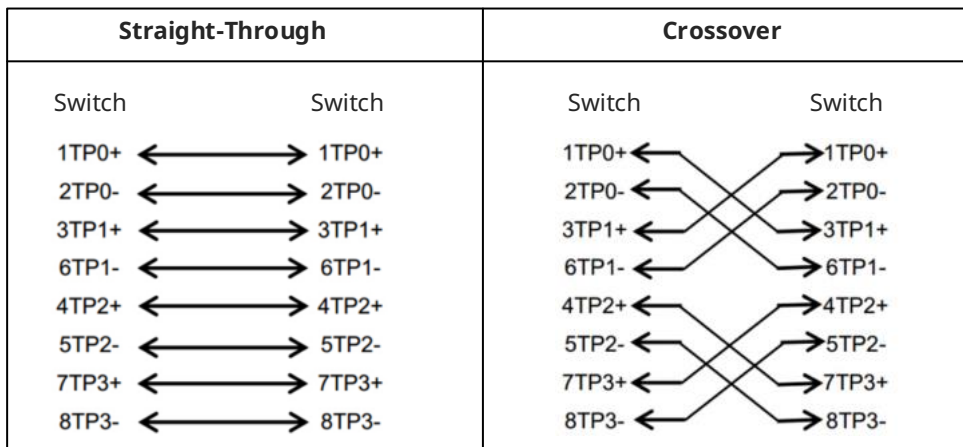 Straight-Through
Crossover
Switch Switch
1TP0+ 1TP0+
2TP0- 2TP0-
3TP1+ 3TP1+
6TP1- 6TP1-
4TP2+ 4TP2+
5TP2- 5TP2-
7TP3+ 7TP3+
8TP3- 8TP3-
Switch Switch
1TP0+ 1TP0+
2TP0- 2TP0-
3TP1+ 3TP1+
6TP1- 6TP1-
4TP2+ 4TP2+
5TP2- 5TP2-
7TP3+ 7TP3+
8TP3- 8TP3-